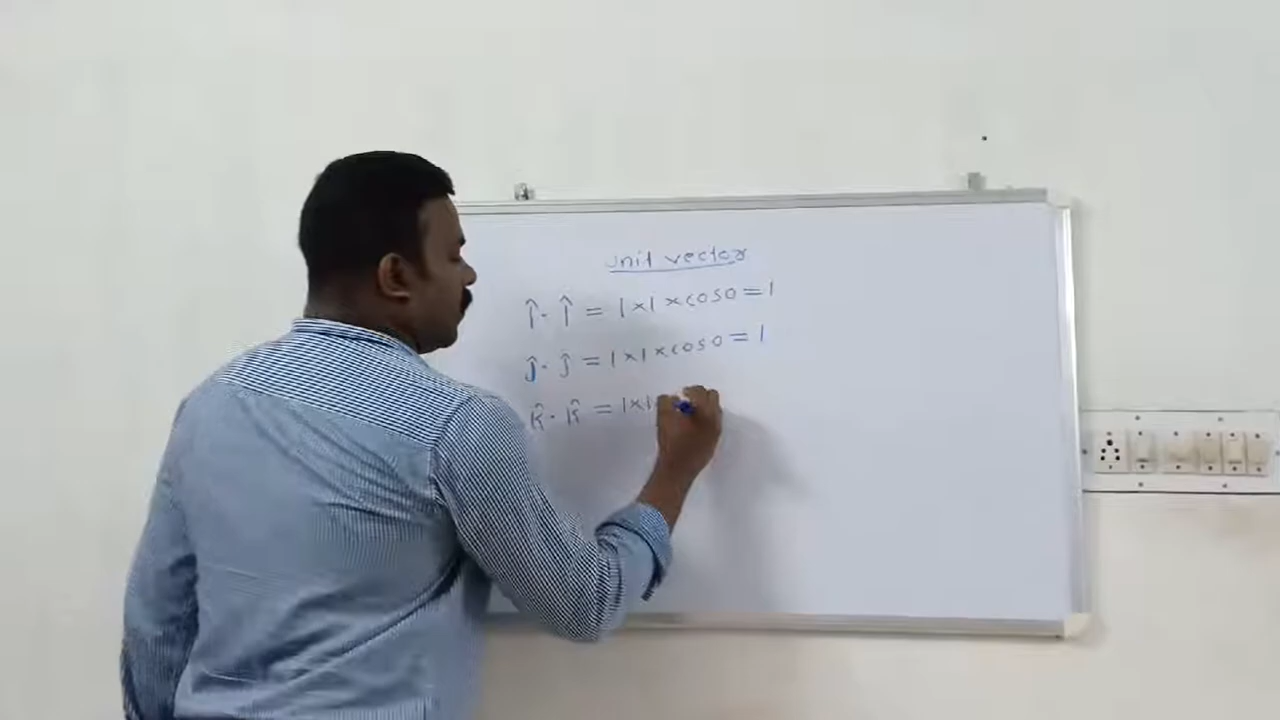 unit vector
î · î = 1×1×cos0 = 1
ĵ · ĵ = 1×1×cos0 = 1
k̂ · k̂ = 1×1